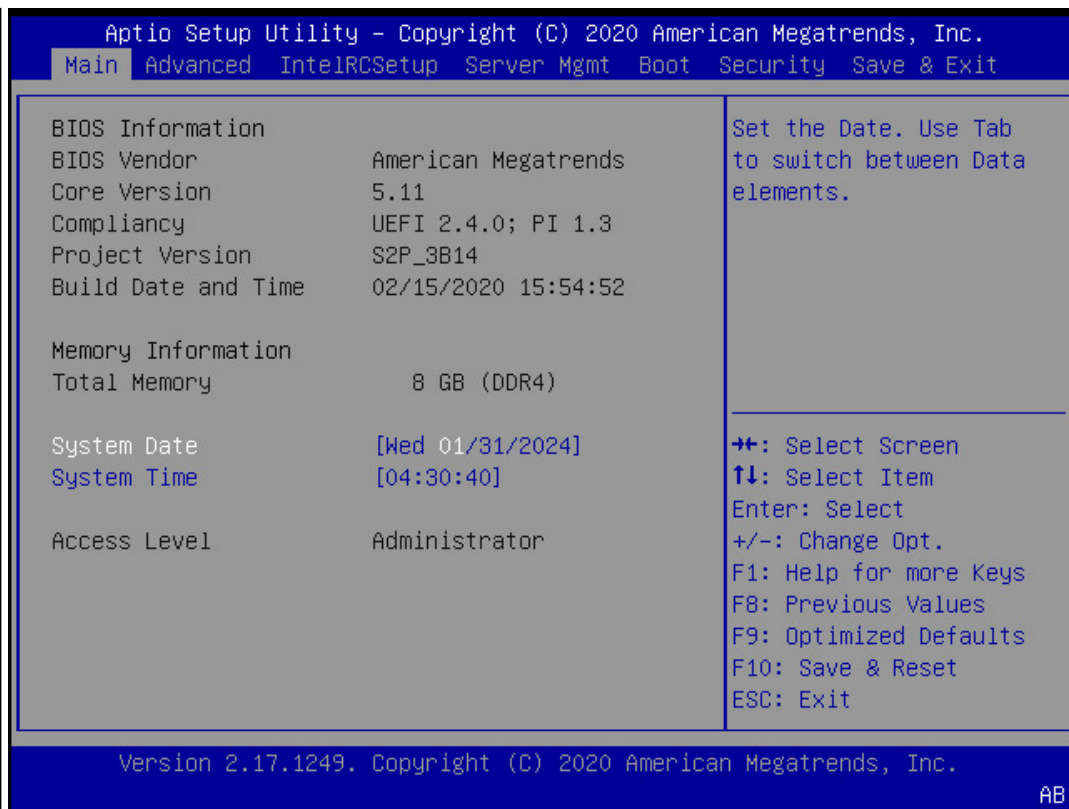 Aptio Setup Utility – Copyright (C) 2020 American Megatrends, Inc.
Main Advanced IntelRCSetup Server Mgmt Boot Security Save & Exit
BIOS Information
BIOS Vendor American Megatrends
Core Version 5.11
Compliancy UEFI 2.4.0; PI 1.3
Project Version S2P_3B14
Build Date and Time 02/15/2020 15:54:52
Memory Information
Total Memory 8 GB (DDR4)
System Date [Wed 01/31/2024]
System Time [04:30:40]
Access Level Administrator
Set the Date. Use Tab
to switch between Data
elements.
→←: Select Screen
↑↓: Select Item
Enter: Select
+/-: Change Opt.
F1: Help for more Keys
F8: Previous Values
F9: Optimized Defaults
F10: Save & Reset
ESC: Exit
Version 2.17.1249. Copyright (C) 2020 American Megatrends, Inc.
AB